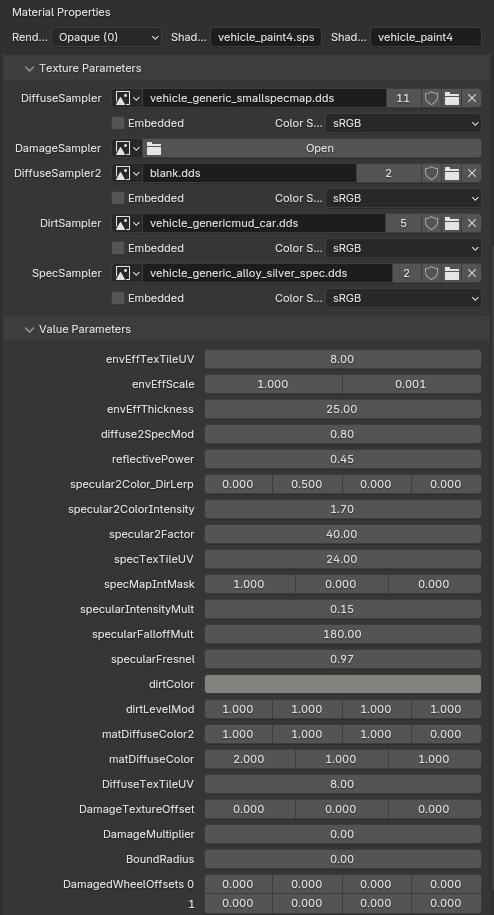 Material Properties
Rend... Opaque (0) Shad... vehicle_paint4.sps Shad... vehicle_paint4
Texture Parameters
DiffuseSampler vehicle_generic_smallspecmap.dds 11
Embedded Color S... sRGB
DamageSampler Open
DiffuseSampler2 blank.dds 2
Embedded Color S... sRGB
DirtSampler vehicle_genericmud_car.dds 5
Embedded Color S... sRGB
SpecSampler vehicle_generic_alloy_silver_spec.dds 2
Embedded Color S... sRGB
Value Parameters
envEffTexTileUV 8.00
envEffScale 1.000 0.001
envEffThickness 25.00
diffuse2SpecMod 0.80
reflectivePower 0.45
specular2Color_DirLerp 0.000 0.500 0.000 0.000
specular2ColorIntensity 1.70
specular2Factor 40.00
specTexTileUV 24.00
specMapIntMask 1.000 0.000 0.000
specularIntensityMult 0.15
specularFalloffMult 180.00
specularFresnel 0.97
dirtColor
dirtLevelMod 1.000 1.000 1.000 1.000
matDiffuseColor2 1.000 1.000 1.000 0.000
matDiffuseColor 2.000 1.000 1.000
DiffuseTexTileUV 8.00
DamageTextureOffset 0.000 0.000 0.000
DamageMultiplier 0.00
BoundRadius 0.00
DamagedWheelOffsets 0 0.000 0.000 0.000 0.000
1 0.000 0.000 0.000 0.000